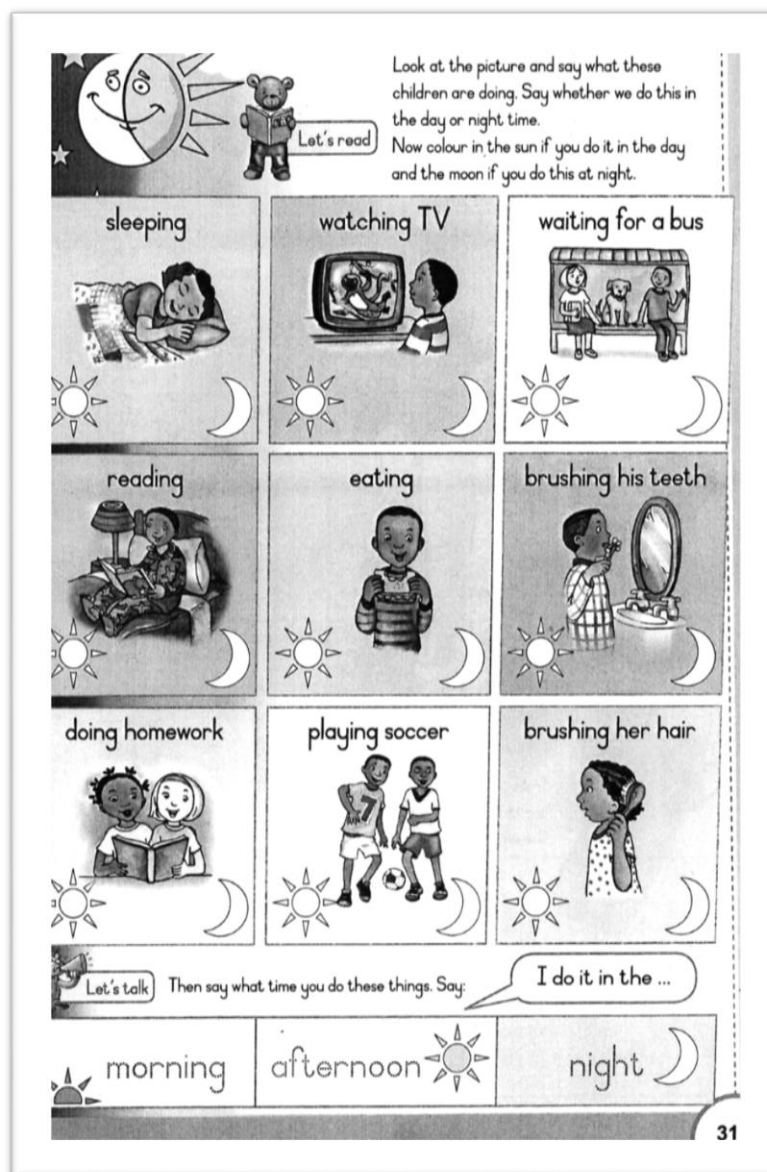 Look at the picture and say what these
children are doing. Say whether we do this in
the day or night time.
Let's read
Now colour in the sun if you do it in the day
and the moon if you do this at night.
sleeping
watching TV
waiting for a bus
reading
eating
brushing his teeth
doing homework
playing soccer
brushing her hair
7
Let's talk
Then say what time you do these things. Say:
I do it in the ...
morning
afternoon
night
31